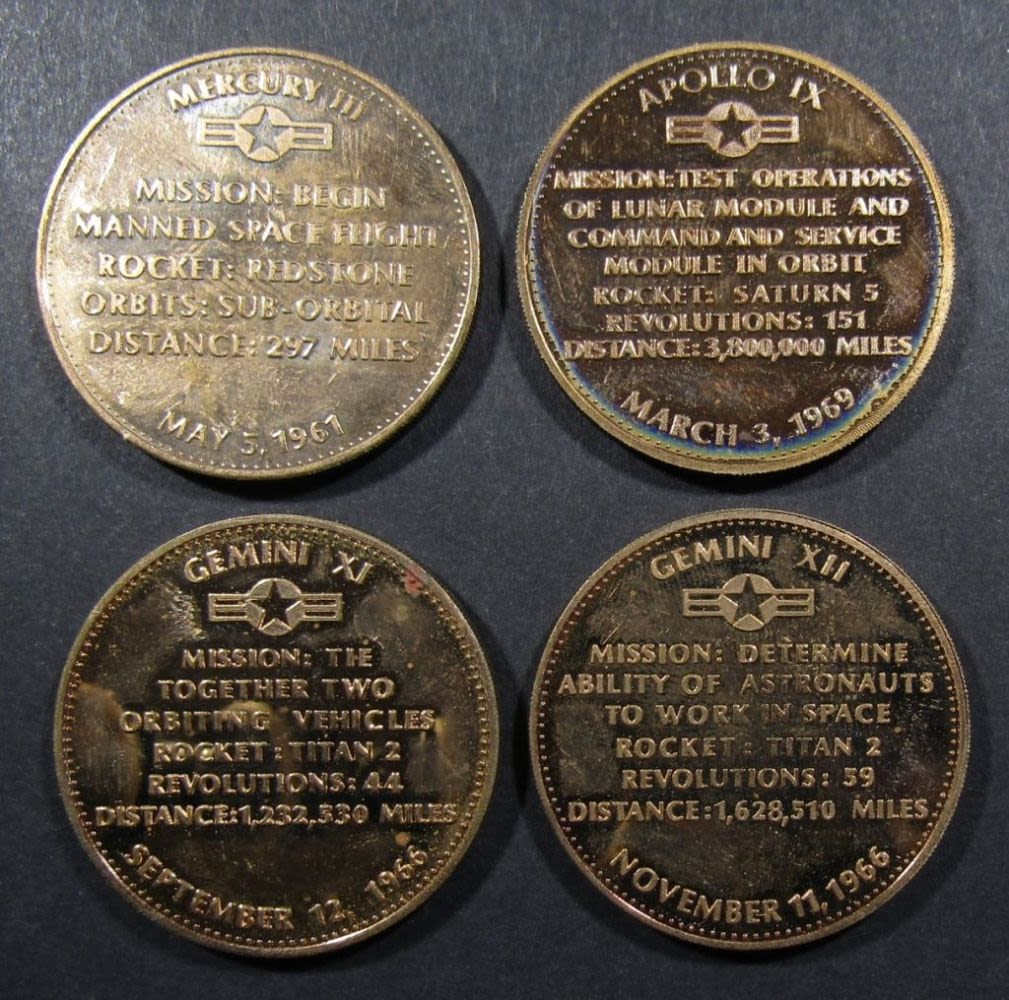 MERCURY III
MISSION: BEGIN
MANNED SPACE FLIGHT
ROCKET: REDSTONE
ORBITS: SUB-ORBITAL
DISTANCE: 297 MILES
MAY 5, 1961
APOLLO IX
MISSION: TEST OPERATIONS
OF LUNAR MODULE AND
COMMAND AND SERVICE
MODULE IN ORBIT
ROCKET: SATURN 5
REVOLUTIONS: 151
DISTANCE: 3,800,000 MILES
MARCH 3, 1969
GEMINI XI
MISSION: TIE
TOGETHER TWO
ORBITING VEHICLES
ROCKET: TITAN 2
REVOLUTIONS: 44
DISTANCE: 1,232,530 MILES
SEPTEMBER 12, 1966
GEMINI XII
MISSION: DETERMINE
ABILITY OF ASTRONAUTS
TO WORK IN SPACE
ROCKET: TITAN 2
REVOLUTIONS: 59
DISTANCE: 1,628,510 MILES
NOVEMBER 11, 1966